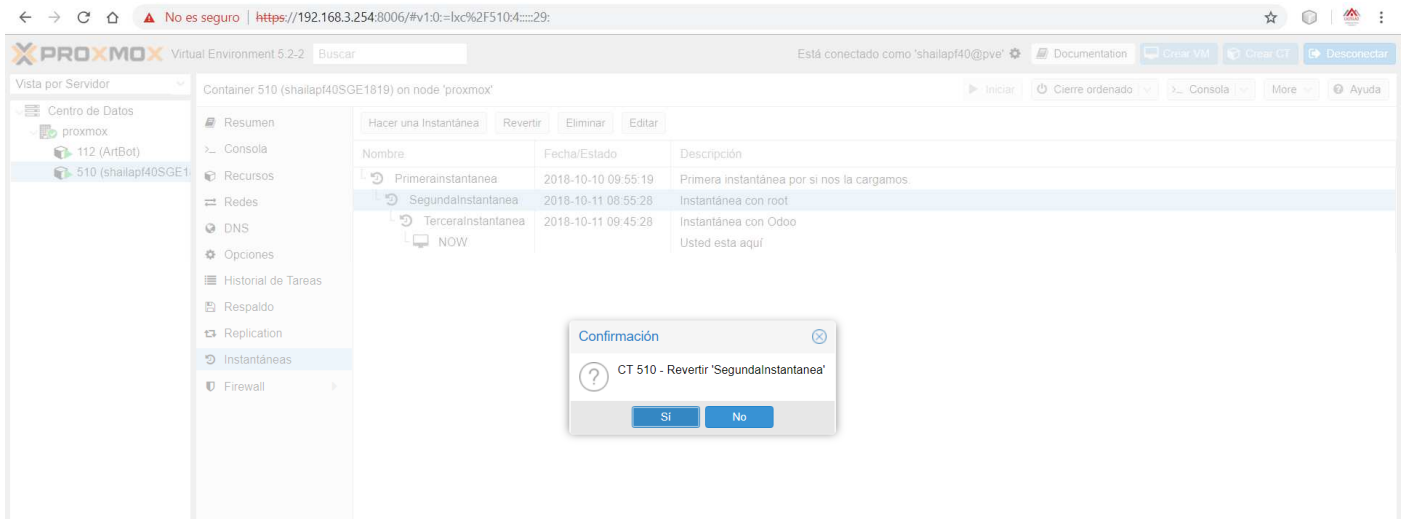 No es seguro | https://192.168.3.254:8006/#v1:0:=lxc%2F510:4:::::29:
PROXMOX Virtual Environment 5.2-2 Buscar Está conectado como 'shailapf40@pve' Documentation Crear VM Crear CT Desconectar
Vista por Servidor Container 510 (shailapf40SGE1819) on node 'proxmox' Iniciar Cierre ordenado Consola More Ayuda
Centro de Datos
proxmox
112 (ArtBot)
510 (shailapf40SGE1
Resumen
Consola
Recursos
Redes
DNS
Opciones
Historial de Tareas
Respaldo
Replication
Instantáneas
Firewall
Hacer una Instantánea Revertir Eliminar Editar
Nombre Fecha/Estado Descripción
Primerainstantanea 2018-10-10 09:55:19 Primera instantánea por si nos la cargamos.
SegundaInstantanea 2018-10-11 08:55:28 Instantánea con root
TerceraInstantanea 2018-10-11 09:45:28 Instantánea con Odoo
NOW Usted esta aquí
Confirmación
CT 510 - Revertir 'SegundaInstantanea'
Sí No